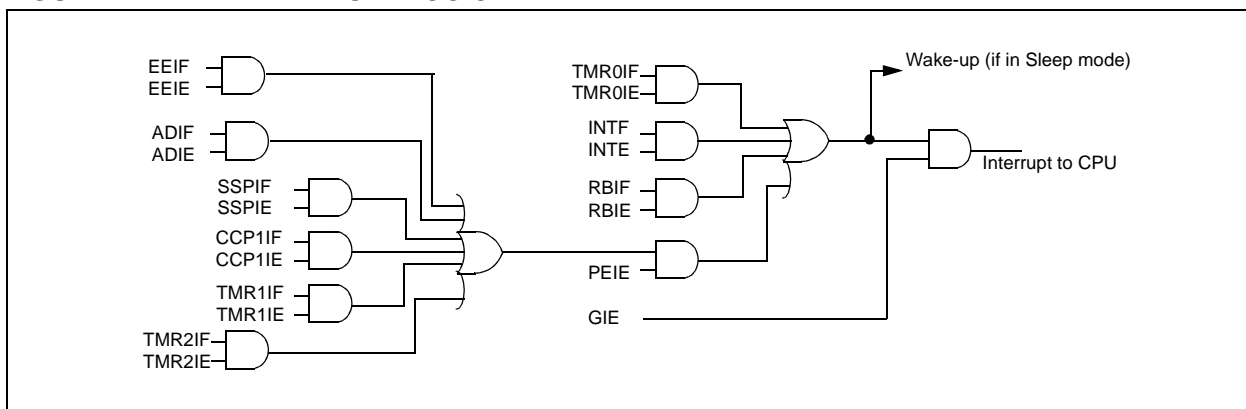 EEIF
EEIE
ADIF
ADIE
SSPIF
SSPIE
CCP1IF
CCP1IE
TMR1IF
TMR1IE
TMR2IF
TMR2IE
TMR0IF
TMR0IE
INTF
INTE
RBIF
RBIE
PEIE
GIE
Wake-up (if in Sleep mode)
Interrupt to CPU